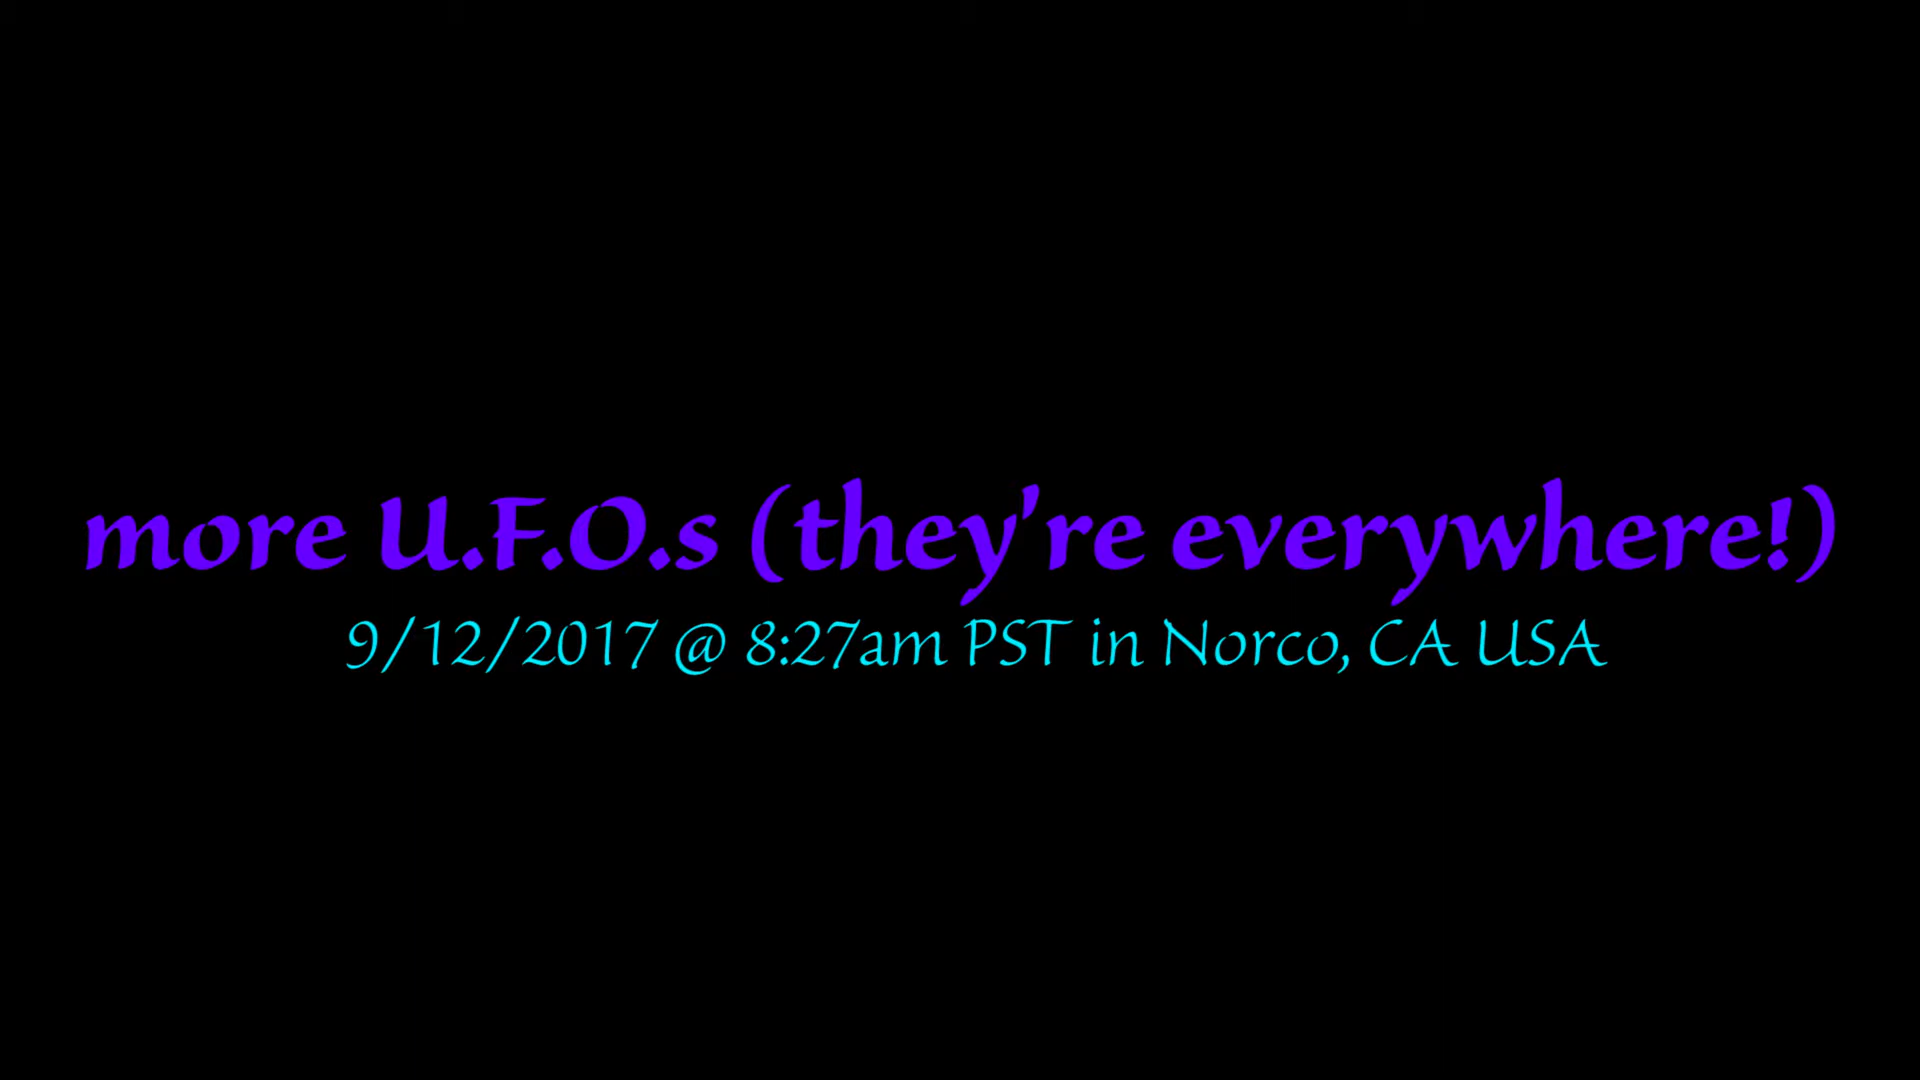 more U.F.O.s (they're everywhere!)
9/12/2017 @ 8:27am PST in Norco, CA USA